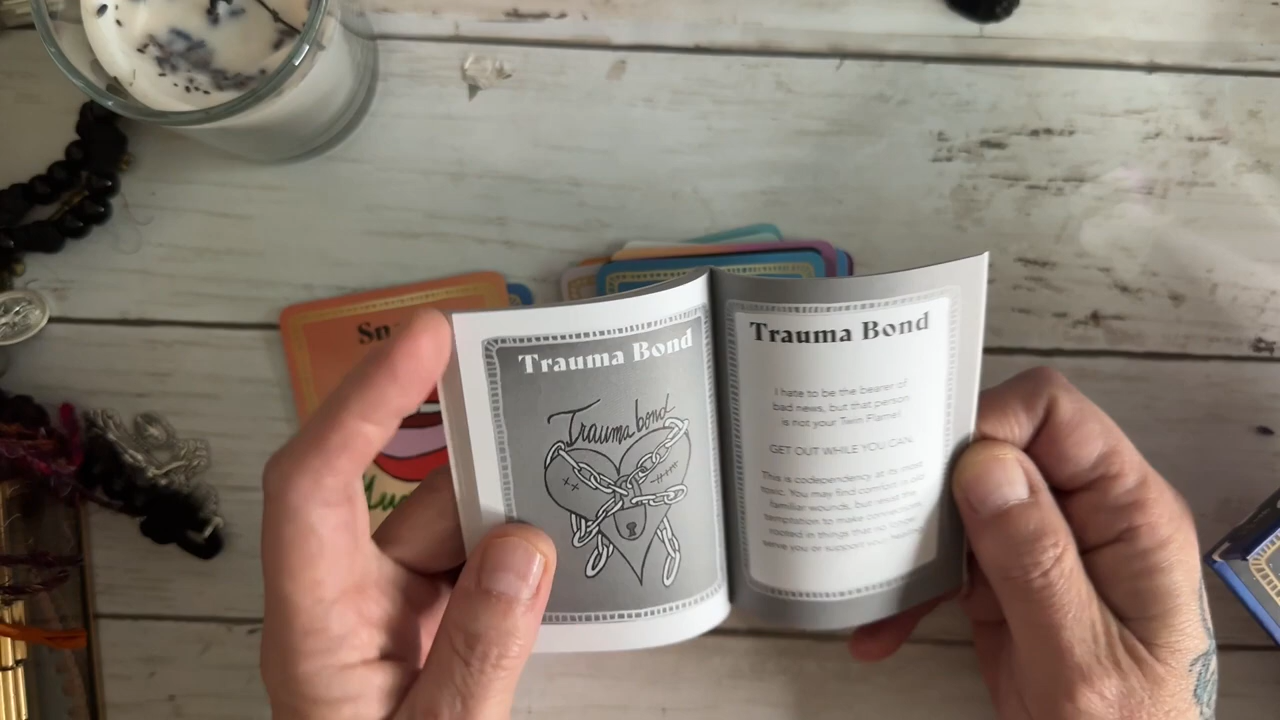 Sn
Trauma Bond
Trauma bond
Trauma Bond
I hate to be the bearer of
bad news, but that person
is not your Twin Flame!
GET OUT WHILE YOU CAN.
This is codependency at its most
toxic. You may find comfort in old
familiar wounds, but resist the
temptation to make connections
rooted in things that no longer
serve you or support your healing.